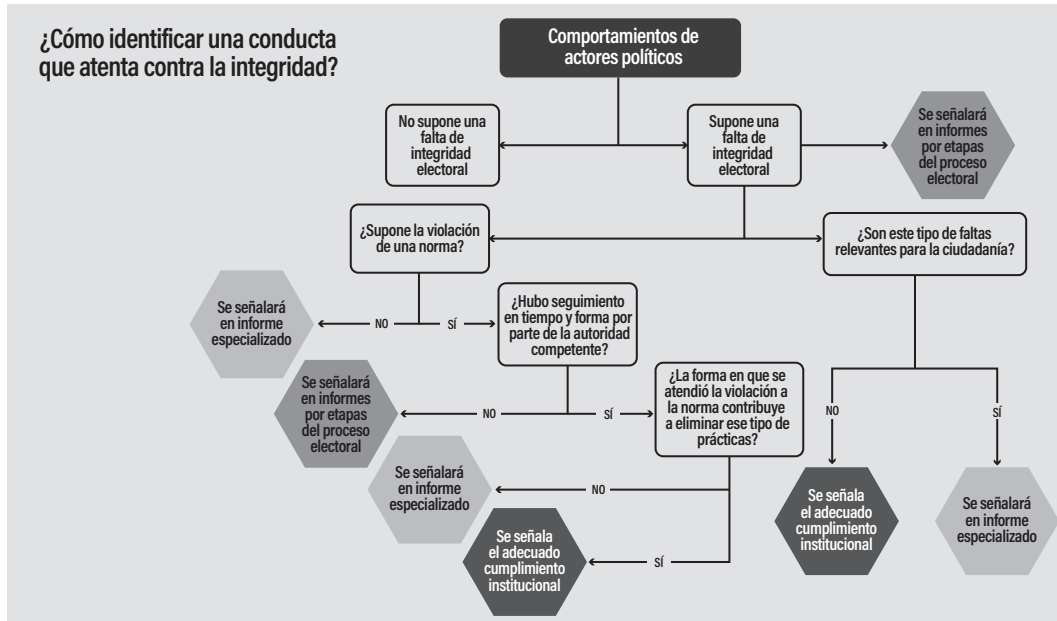 ¿Cómo identificar una conducta
que atenta contra la integridad?
Comportamientos de
actores políticos
No supone una
falta de
integridad
electoral
Supone una
falta de
integridad
electoral
Se señalará
en informes
por etapas
del proceso
electoral
¿Supone la violación
de una norma?
¿Son este tipo de faltas
relevantes para la ciudadanía?
Se señalará
en informe
especializado
NO
SÍ
¿Hubo seguimiento
en tiempo y forma por
parte de la autoridad
competente?
Se señalará
en informes
por etapas
del proceso
electoral
NO
SÍ
¿La forma en que se
atendió la violación a
la norma contribuye
a eliminar ese tipo de
prácticas?
NO
SÍ
Se señalará
en informe
especializado
NO
Se señala
el adecuado
cumplimiento
institucional
SÍ
Se señala
el adecuado
cumplimiento
institucional
Se señalará
en informe
especializado